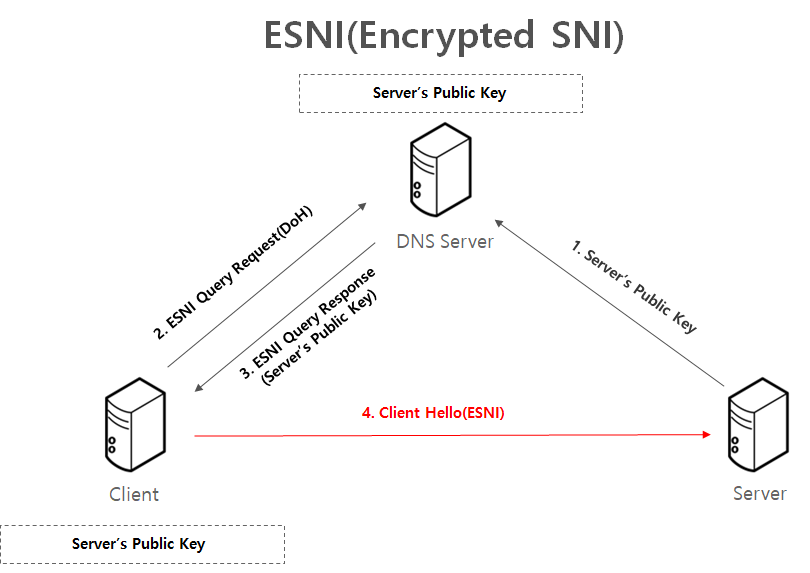 ESNI(Encrypted SNI)
Server's Public Key
DNS Server
2. ESNI Query Request(DoH)
3. ESNI Query Response
(Server's Public Key)
1. Server's Public Key
4. Client Hello(ESNI)
Client
Server
Server's Public Key